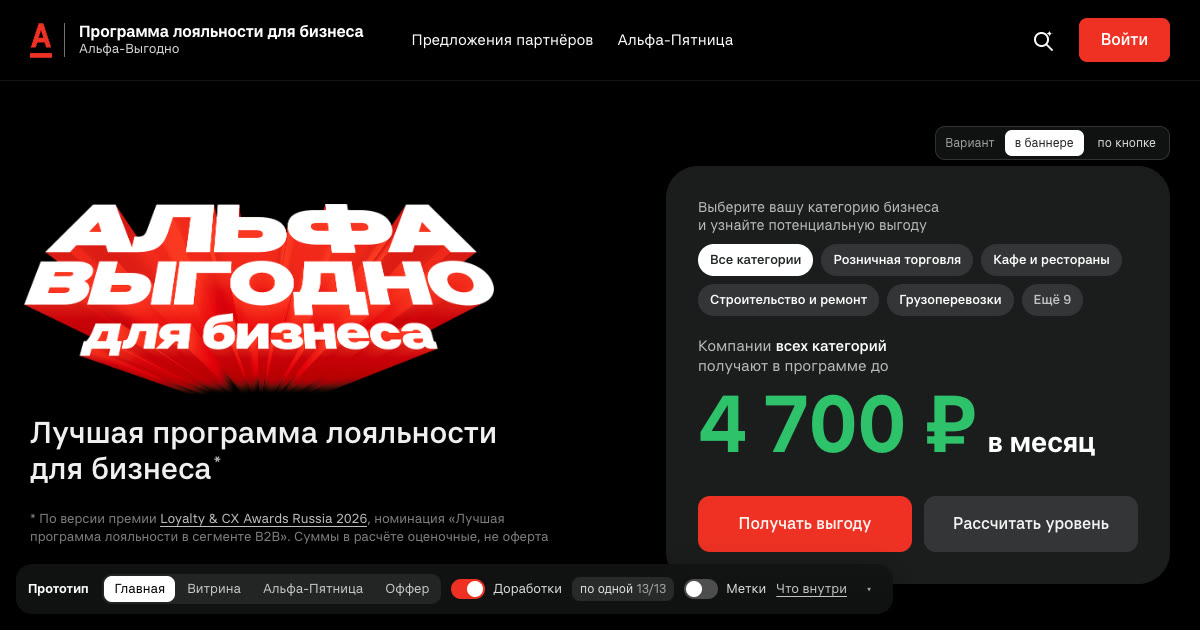 Программа лояльности для бизнеса
Альфа-Выгодно
Предложения партнёров
Альфа-Пятница
Войти
Вариант
в баннере
по кнопке
АЛЬФА
ВЫГОДНО
для бизнеса
Лучшая программа лояльности
для бизнеса*
* По версии премии Loyalty & CX Awards Russia 2026, номинация «Лучшая
программа лояльности в сегменте B2B». Суммы в расчёте оценочные, не оферта
Выберите вашу категорию бизнеса
и узнайте потенциальную выгоду
Все категории
Розничная торговля
Кафе и рестораны
Строительство и ремонт
Грузоперевозки
Ещё 9
Компании всех категорий
получают в программе до
4 700 ₽ в месяц
Получать выгоду
Рассчитать уровень
Прототип
Главная
Витрина
Альфа-Пятница
Оффер
Доработки
по одной 13/13
Метки
Что внутри